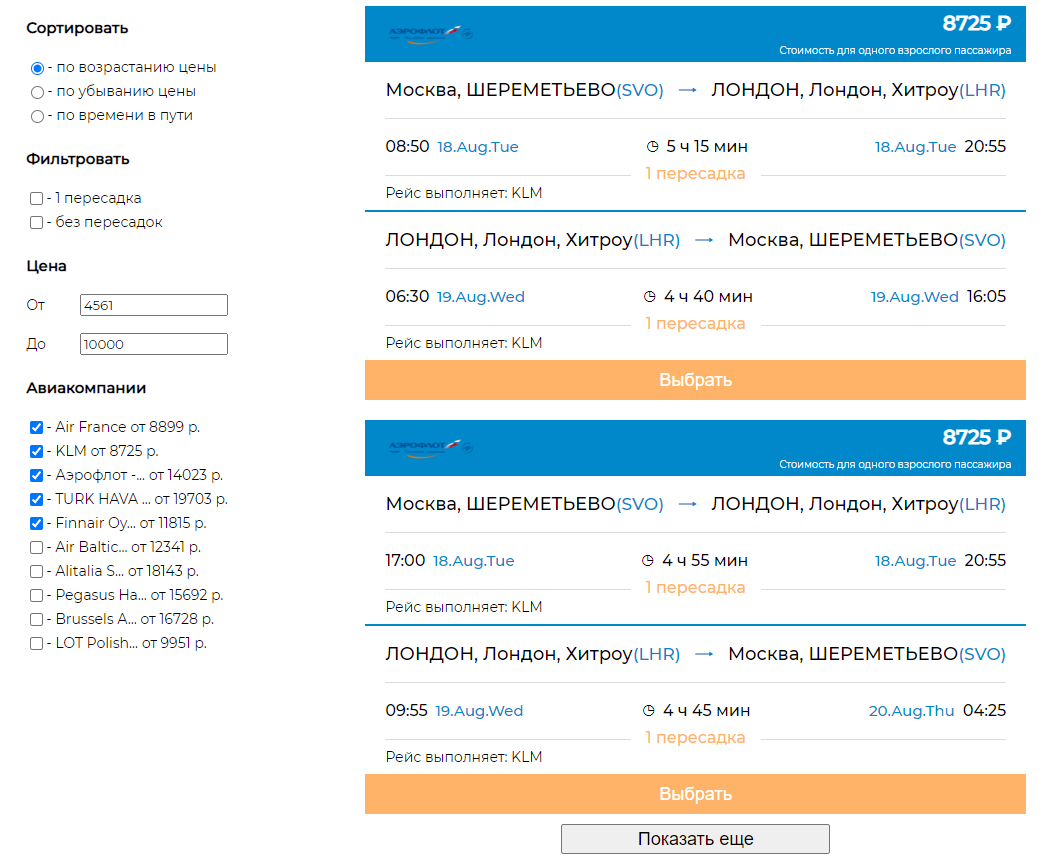 Сортировать
- по возрастанию цены
- по убыванию цены
- по времени в пути
Фильтровать
- 1 пересадка
- без пересадок
Цена
От 4561
До 10000
Авиакомпании
- Air France от 8899 р.
- KLM от 8725 р.
- Аэрофлот -... от 14023 р.
- TURK HAVA ... от 19703 р.
- Finnair Oy... от 11815 р.
- Air Baltic... от 12341 р.
- Alitalia S... от 18143 р.
- Pegasus Ha... от 15692 р.
- Brussels A... от 16728 р.
- LOT Polish... от 9951 р.
АЭРОФЛОТ
8725 ₽
Стоимость для одного взрослого пассажира
Москва, ШЕРЕМЕТЬЕВО(SVO) → ЛОНДОН, Лондон, Хитроу(LHR)
08:50 18.Aug.Tue 5 ч 15 мин 18.Aug.Tue 20:55
1 пересадка
Рейс выполняет: KLM
ЛОНДОН, Лондон, Хитроу(LHR) → Москва, ШЕРЕМЕТЬЕВО(SVO)
06:30 19.Aug.Wed 4 ч 40 мин 19.Aug.Wed 16:05
1 пересадка
Рейс выполняет: KLM
Выбрать
АЭРОФЛОТ
8725 ₽
Стоимость для одного взрослого пассажира
Москва, ШЕРЕМЕТЬЕВО(SVO) → ЛОНДОН, Лондон, Хитроу(LHR)
17:00 18.Aug.Tue 4 ч 55 мин 18.Aug.Tue 20:55
1 пересадка
Рейс выполняет: KLM
ЛОНДОН, Лондон, Хитроу(LHR) → Москва, ШЕРЕМЕТЬЕВО(SVO)
09:55 19.Aug.Wed 4 ч 45 мин 20.Aug.Thu 04:25
1 пересадка
Рейс выполняет: KLM
Выбрать
Показать еще